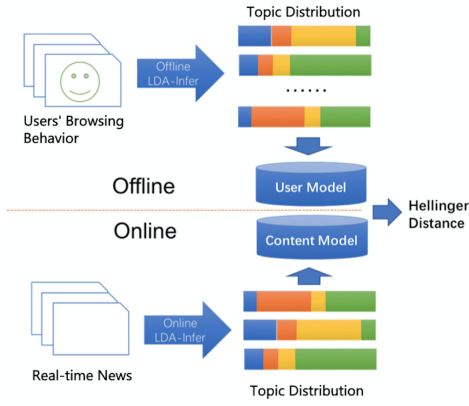 Topic Distribution
Offline
LDA-Infer
......
Users' Browsing
Behavior
User Model
Offline
Hellinger
Distance
Online
Content Model
Online
LDA-Infer
Real-time News
Topic Distribution